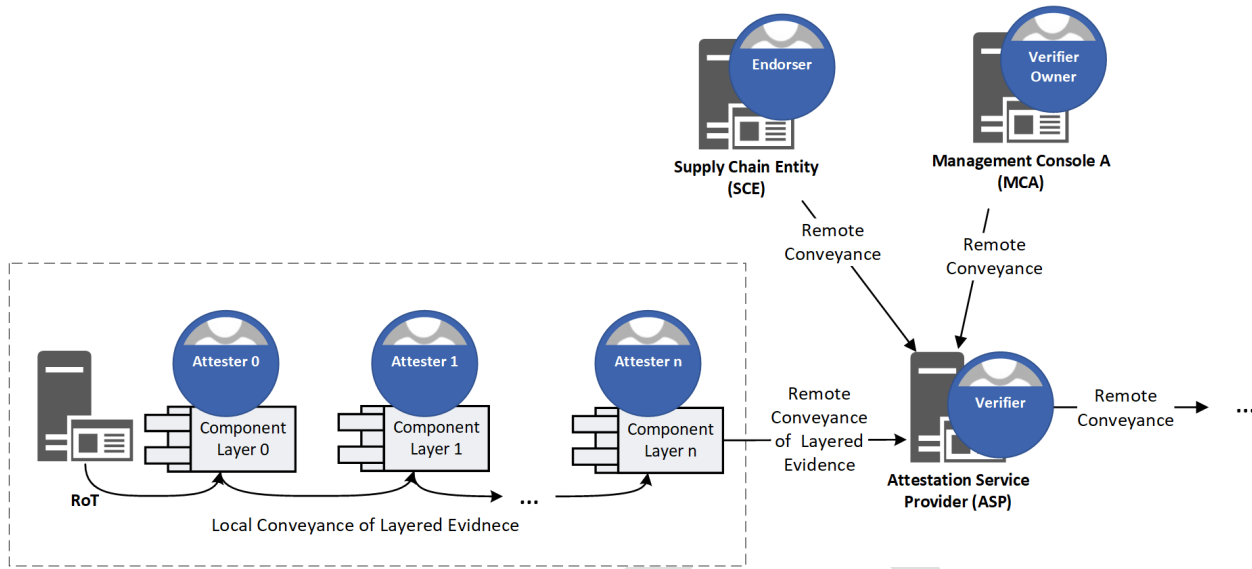 Endorser
Verifier
Owner
Supply Chain Entity
(SCE)
Management Console A
(MCA)
Remote
Conveyance
Remote
Conveyance
Attester 0
Attester 1
Attester n
Component
Layer 0
Component
Layer 1
Component
Layer n
RoT
...
Local Conveyance of Layered Evidnece
Remote
Conveyance
of Layered
Evidence
Verifier
Attestation Service
Provider (ASP)
Remote
Conveyance
...